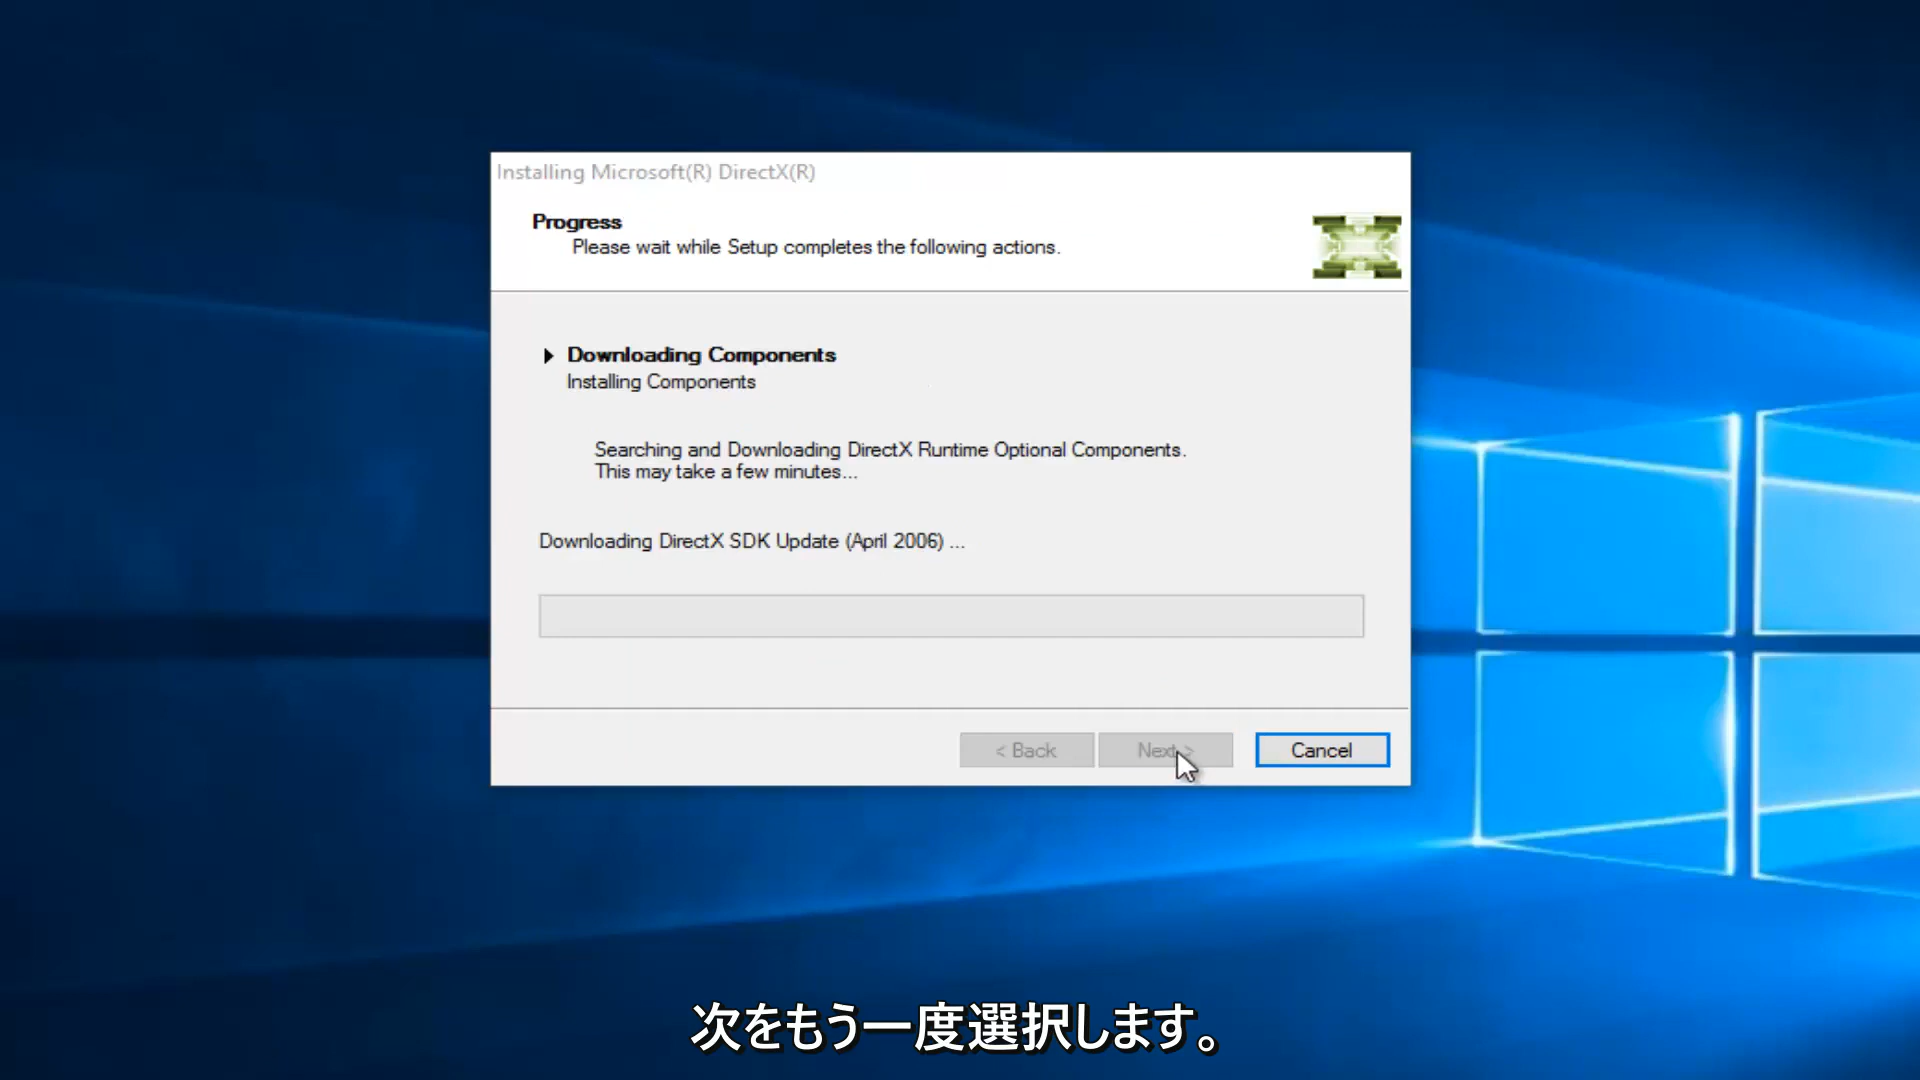 Installing Microsoft(R) DirectX(R)
Progress
Please wait while Setup completes the following actions.
Downloading Components
Installing Components
Searching and Downloading DirectX Runtime Optional Components.
This may take a few minutes...
Downloading DirectX SDK Update (April 2006) ...
< Back
Next >
Cancel
次をもう一度選択します。